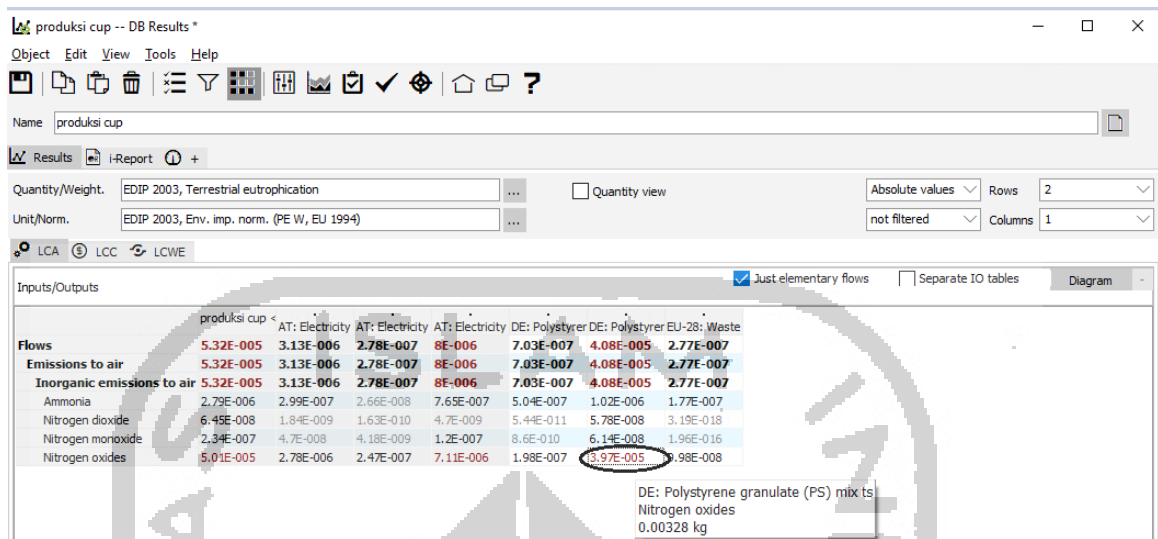 produksi cup -- DB Results *
Object Edit View Tools Help
Name produksi cup
Results i-Report +
Quantity/Weight. EDIP 2003, Terrestrial eutrophication ... Quantity view Absolute values Rows 2
Unit/Norm. EDIP 2003, Env. imp. norm. (PE W, EU 1994) ... not filtered Columns 1
LCA LCC LCWE
Inputs/Outputs Just elementary flows Separate IO tables Diagram -
produksi cup < AT: Electricity AT: Electricity AT: Electricity DE: Polystyrer DE: Polystyrer EU-28: Waste
Flows 5.32E-005 3.13E-006 2.78E-007 8E-006 7.03E-007 4.08E-005 2.77E-007
Emissions to air 5.32E-005 3.13E-006 2.78E-007 8E-006 7.03E-007 4.08E-005 2.77E-007
Inorganic emissions to air 5.32E-005 3.13E-006 2.78E-007 8E-006 7.03E-007 4.08E-005 2.77E-007
Ammonia 2.79E-006 2.99E-007 2.66E-008 7.65E-007 5.04E-007 1.02E-006 1.77E-007
Nitrogen dioxide 6.45E-008 1.84E-009 1.63E-010 4.7E-009 5.44E-011 5.78E-008 3.19E-018
Nitrogen monoxide 2.34E-007 4.7E-008 4.18E-009 1.2E-007 8.6E-010 6.14E-008 1.96E-016
Nitrogen oxides 5.01E-005 2.78E-006 2.47E-007 7.11E-006 1.98E-007 3.97E-005 9.98E-008
DE: Polystyrene granulate (PS) mix ts
Nitrogen oxides
0.00328 kg
ISLAM